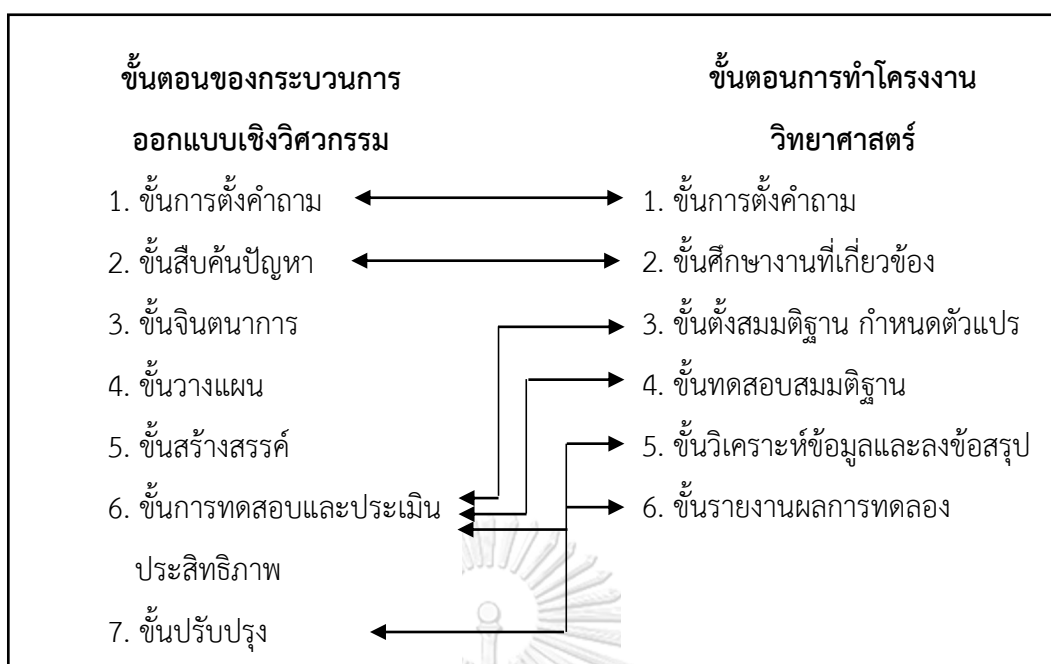 ขั้นตอนของกระบวนการ
ออกแบบเชิงวิศวกรรม
1. ขั้นการตั้งคำถาม
2. ขั้นสืบค้นปัญหา
3. ขั้นจินตนาการ
4. ขั้นวางแผน
5. ขั้นสร้างสรรค์
6. ขั้นการทดสอบและประเมิน
ประสิทธิภาพ
7. ขั้นปรับปรุง
ขั้นตอนการทำโครงงาน
วิทยาศาสตร์
1. ขั้นการตั้งคำถาม
2. ขั้นศึกษางานที่เกี่ยวข้อง
3. ขั้นตั้งสมมติฐาน กำหนดตัวแปร
4. ขั้นทดสอบสมมติฐาน
5. ขั้นวิเคราะห์ข้อมูลและลงข้อสรุป
6. ขั้นรายงานผลการทดลอง